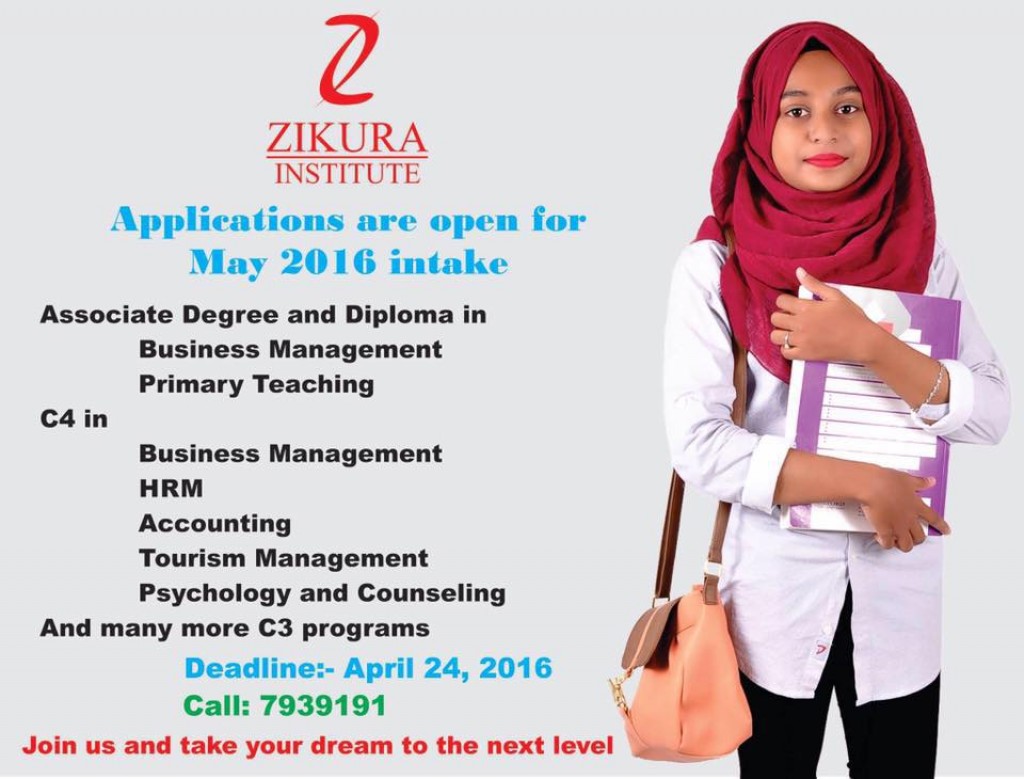 ZIKURA
INSTITUTE
Applications are open for
May 2016 intake
Associate Degree and Diploma in
Business Management
Primary Teaching
C4 in
Business Management
HRM
Accounting
Tourism Management
Psychology and Counseling
And many more C3 programs
Deadline:- April 24, 2016
Call: 7939191
Join us and take your dream to the next level